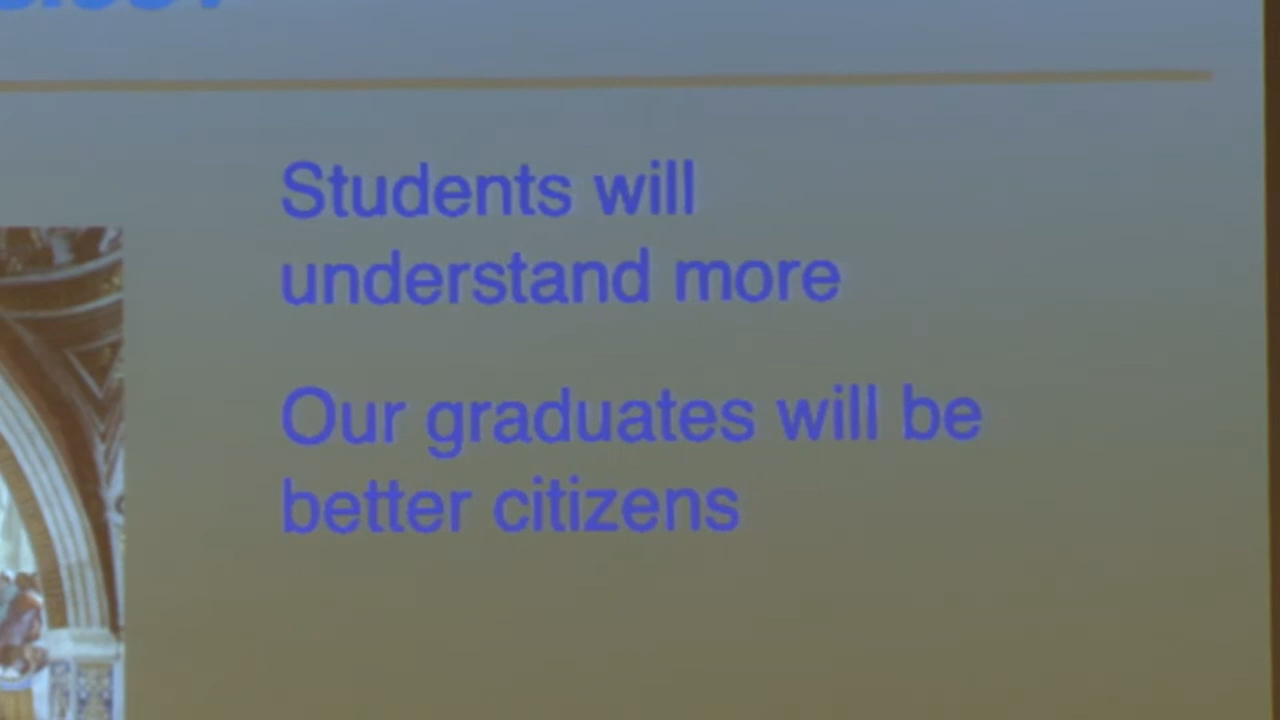 Students will
understand more
Our graduates will be
better citizens